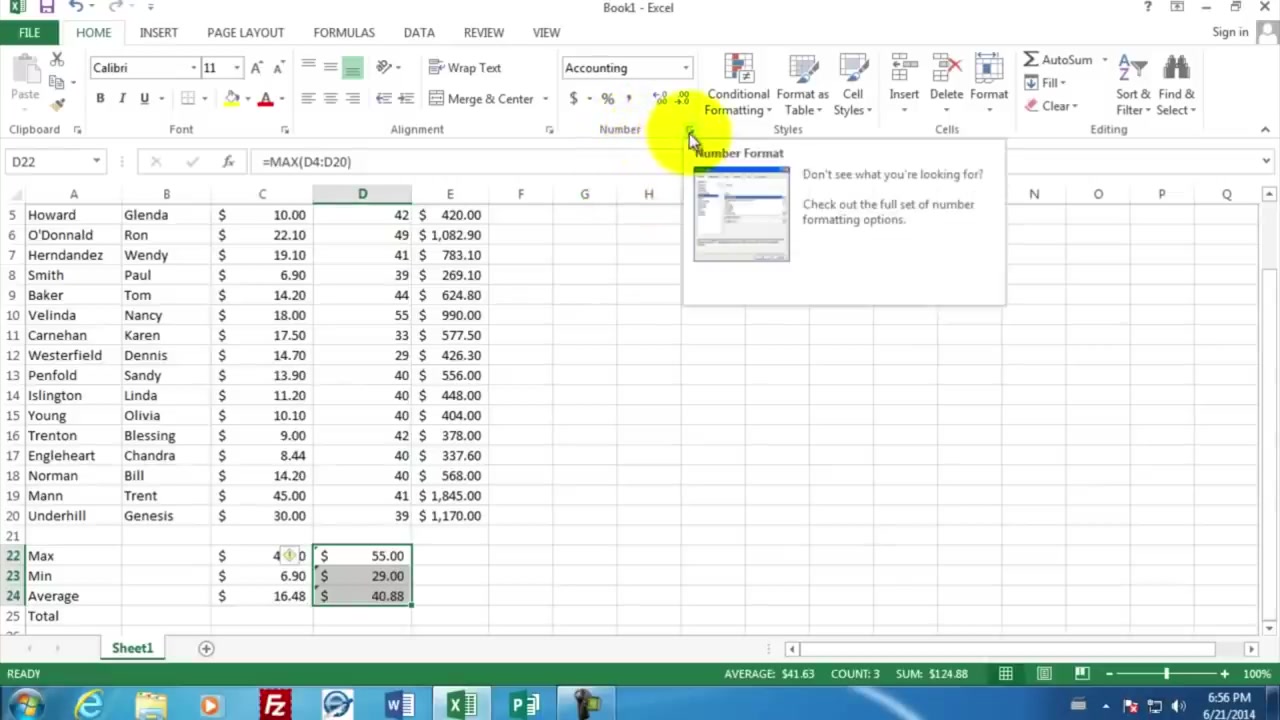 Book1 - Excel
?
FILE HOME INSERT PAGE LAYOUT FORMULAS DATA REVIEW VIEW Sign in
Paste
Calibri 11
B I U
Wrap Text
Merge & Center
Accounting
$ % ,
Conditional Formatting
Format as Table
Cell Styles
Insert Delete Format
AutoSum
Fill
Clear
Sort & Filter
Find & Select
Clipboard Font Alignment Number Styles Cells Editing
D22 fx =MAX(D4:D20)
Number Format
Don't see what you're looking for?
Check out the full set of number
formatting options.
A B C D E F G H N O P Q
5 Howard Glenda $ 10.00 42 $ 420.00
6 O'Donnald Ron $ 22.10 49 $ 1,082.90
7 Herndandez Wendy $ 19.10 41 $ 783.10
8 Smith Paul $ 6.90 39 $ 269.10
9 Baker Tom $ 14.20 44 $ 624.80
10 Velinda Nancy $ 18.00 55 $ 990.00
11 Carnehan Karen $ 17.50 33 $ 577.50
12 Westerfield Dennis $ 14.70 29 $ 426.30
13 Penfold Sandy $ 13.90 40 $ 556.00
14 Islington Linda $ 11.20 40 $ 448.00
15 Young Olivia $ 10.10 40 $ 404.00
16 Trenton Blessing $ 9.00 42 $ 378.00
17 Engleheart Chandra $ 8.44 40 $ 337.60
18 Norman Bill $ 14.20 40 $ 568.00
19 Mann Trent $ 45.00 41 $ 1,845.00
20 Underhill Genesis $ 30.00 39 $ 1,170.00
21
22 Max $ $ 55.00
23 Min $ 6.90 $ 29.00
24 Average $ 16.48 $ 40.88
25 Total
Sheet1
READY AVERAGE: $41.63 COUNT: 3 SUM: $124.88 100%
6:56 PM
6/21/2014